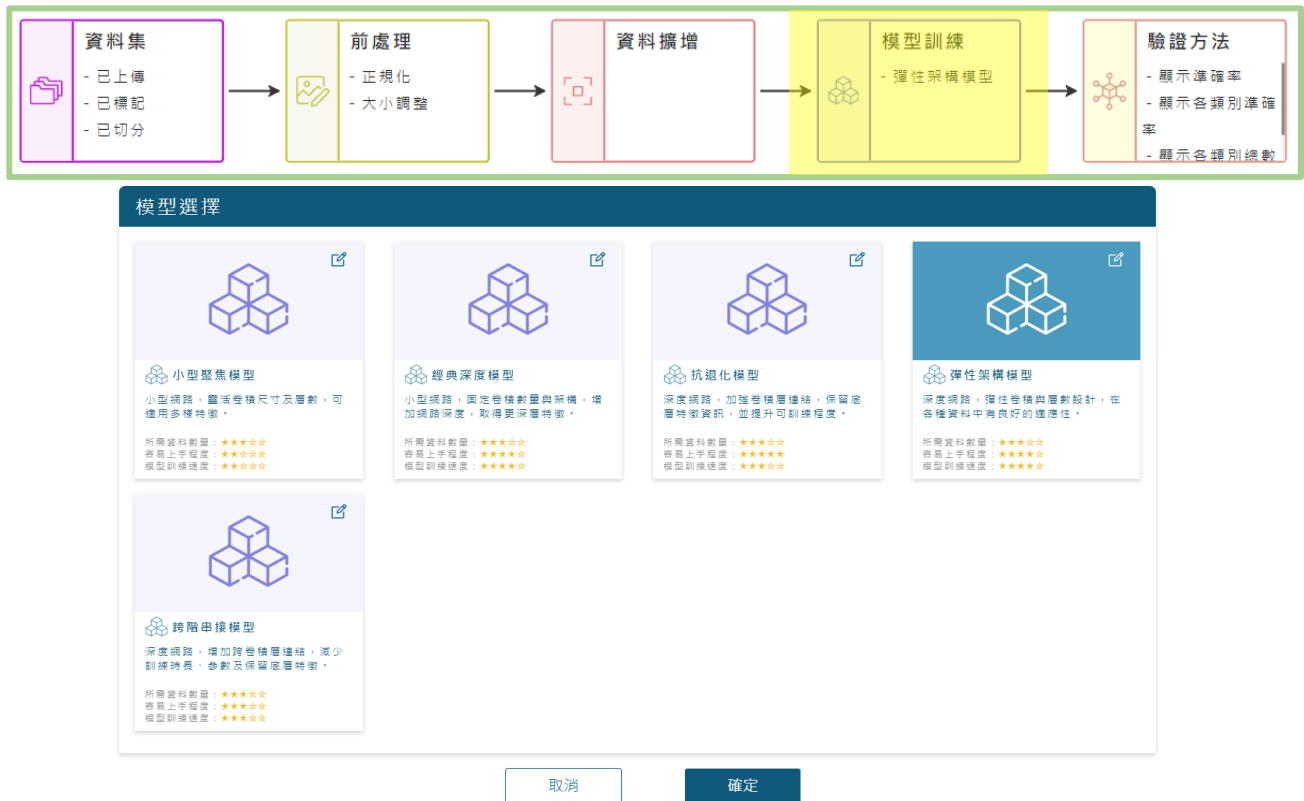 資料集
- 已上傳
- 已標記
- 已切分
前處理
- 正規化
- 大小調整
資料擴增
模型訓練
- 彈性架構模型
驗證方法
- 顯示準確率
- 顯示各類別準確
率
- 顯示各類別總數
模型選擇
小型聚焦模型
小型網路，靈活卷積尺寸及層數，可
適用多樣特徵。
所需資料數量：★★★☆☆
容易上手程度：★★☆☆☆
模型訓練速度：★★☆☆☆
經典深度模型
小型網路，固定卷積數量與架構，增
加網路深度，取得更深層特徵。
所需資料數量：★★★☆☆
容易上手程度：★★★★☆
模型訓練速度：★★★★☆
抗退化模型
深度網路，加強卷積層連結，保留底
層特徵資訊，並提升可訓練程度。
所需資料數量：★★★☆☆
容易上手程度：★★★★★
模型訓練速度：★★★☆☆
彈性架構模型
深度網路，彈性卷積與層數設計，在
各種資料中有良好的適應性。
所需資料數量：★★★☆☆
容易上手程度：★★★★☆
模型訓練速度：★★★★☆
跨階串接模型
深度網路，增加跨卷積層連結，減少
訓練時長、參數及保留底層特徵。
所需資料數量：★★★☆☆
容易上手程度：★★★☆☆
模型訓練速度：★★★☆☆
取消
確定